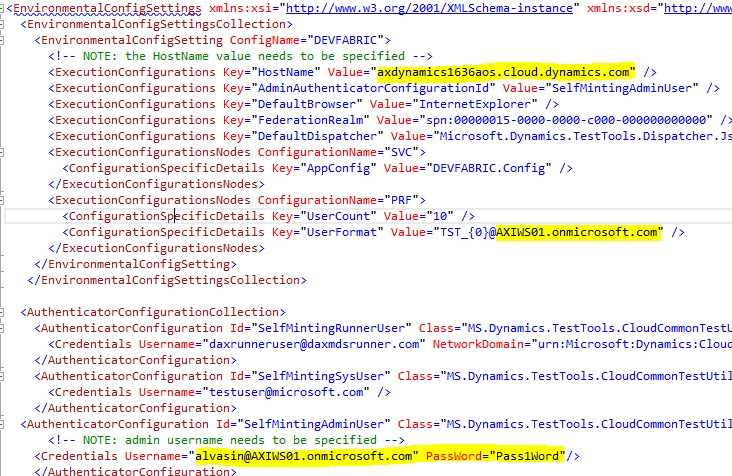 <EnvironmentalConfigSettings xmlns:xsi="http://www.w3.org/2001/XMLSchema-instance" xmlns:xsd="http://www
<EnvironmentalConfigSettingsCollection>
<EnvironmentalConfigSetting ConfigName="DEVFABRIC">
<!-- NOTE: the HostName value needs to be specified -->
<ExecutionConfigurations Key="HostName" Value="axdynamics1636aos.cloud.dynamics.com" />
<ExecutionConfigurations Key="AdminAuthenticatorConfigurationId" Value="SelfMintingAdminUser" />
<ExecutionConfigurations Key="DefaultBrowser" Value="InternetExplorer" />
<ExecutionConfigurations Key="FederationRealm" Value="spn:00000015-0000-0000-c000-000000000000" />
<ExecutionConfigurations Key="DefaultDispatcher" Value="Microsoft.Dynamics.TestTools.Dispatcher.Js
<ExecutionConfigurationsNodes ConfigurationName="SVC">
<ConfigurationSpecificDetails Key="AppConfig" Value="DEVFABRIC.Config" />
</ExecutionConfigurationsNodes>
<ExecutionConfigurationsNodes ConfigurationName="PRF">
<ConfigurationSpecificDetails Key="UserCount" Value="10" />
<ConfigurationSpecificDetails Key="UserFormat" Value="TST_{0}@AXIWS01.onmicrosoft.com" />
</ExecutionConfigurationsNodes>
</EnvironmentalConfigSetting>
</EnvironmentalConfigSettingsCollection>
<AuthenticatorConfigurationCollection>
<AuthenticatorConfiguration Id="SelfMintingRunnerUser" Class="MS.Dynamics.TestTools.CloudCommonTestU
<Credentials Username="daxrunneruser@daxmdsrunner.com" NetworkDomain="urn:Microsoft:Dynamics:Cloud
</AuthenticatorConfiguration>
<AuthenticatorConfiguration Id="SelfMintingSysUser" Class="MS.Dynamics.TestTools.CloudCommonTestUtil
<Credentials Username="testuser@microsoft.com" />
</AuthenticatorConfiguration>
<AuthenticatorConfiguration Id="SelfMintingAdminUser" Class="MS.Dynamics.TestTools.CloudCommonTestUt
<!-- NOTE: admin username needs to be specified -->
<Credentials Username="alvasin@AXIWS01.onmicrosoft.com" PassWord="Pass1Word"/>
</AuthenticatorConfiguration>